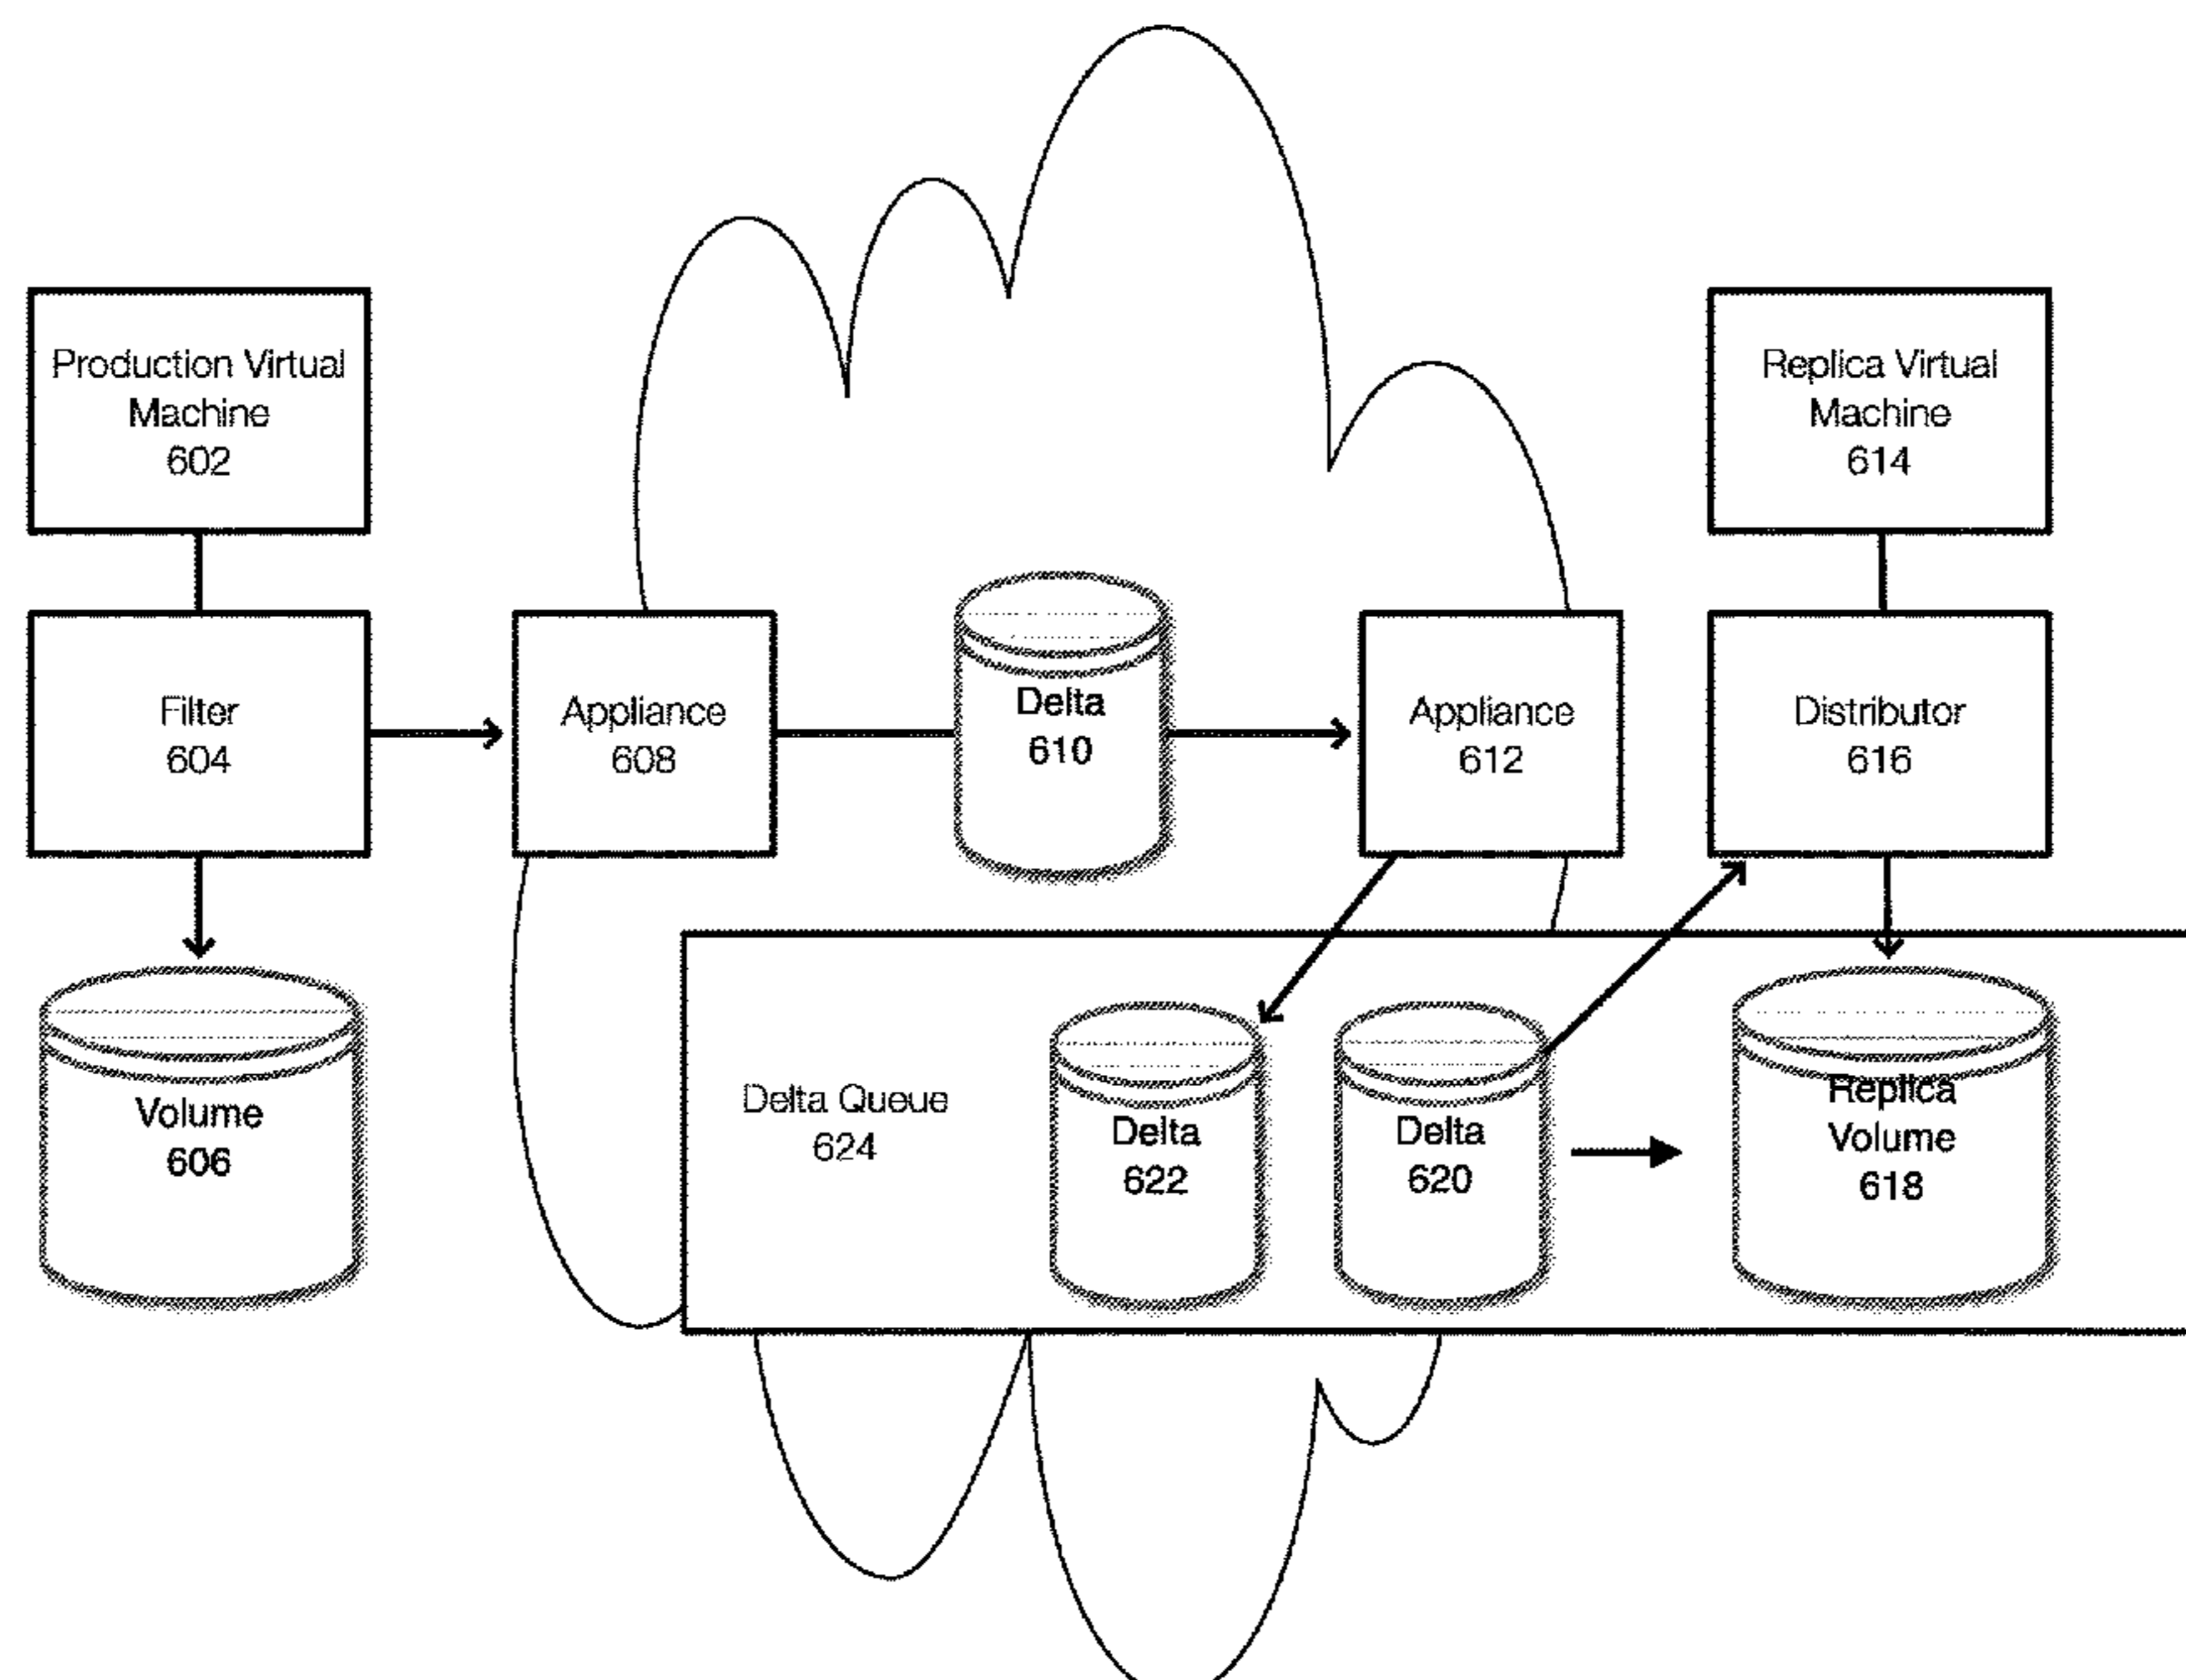 Production Virtual
Machine
602
Replica Virtual
Machine
614
Filter
604
Appliance
608
Delta
610
Appliance
612
Distributor
616
Volume
606
Delta Queue
624
Delta
622
Delta
620
Replica
Volume
618